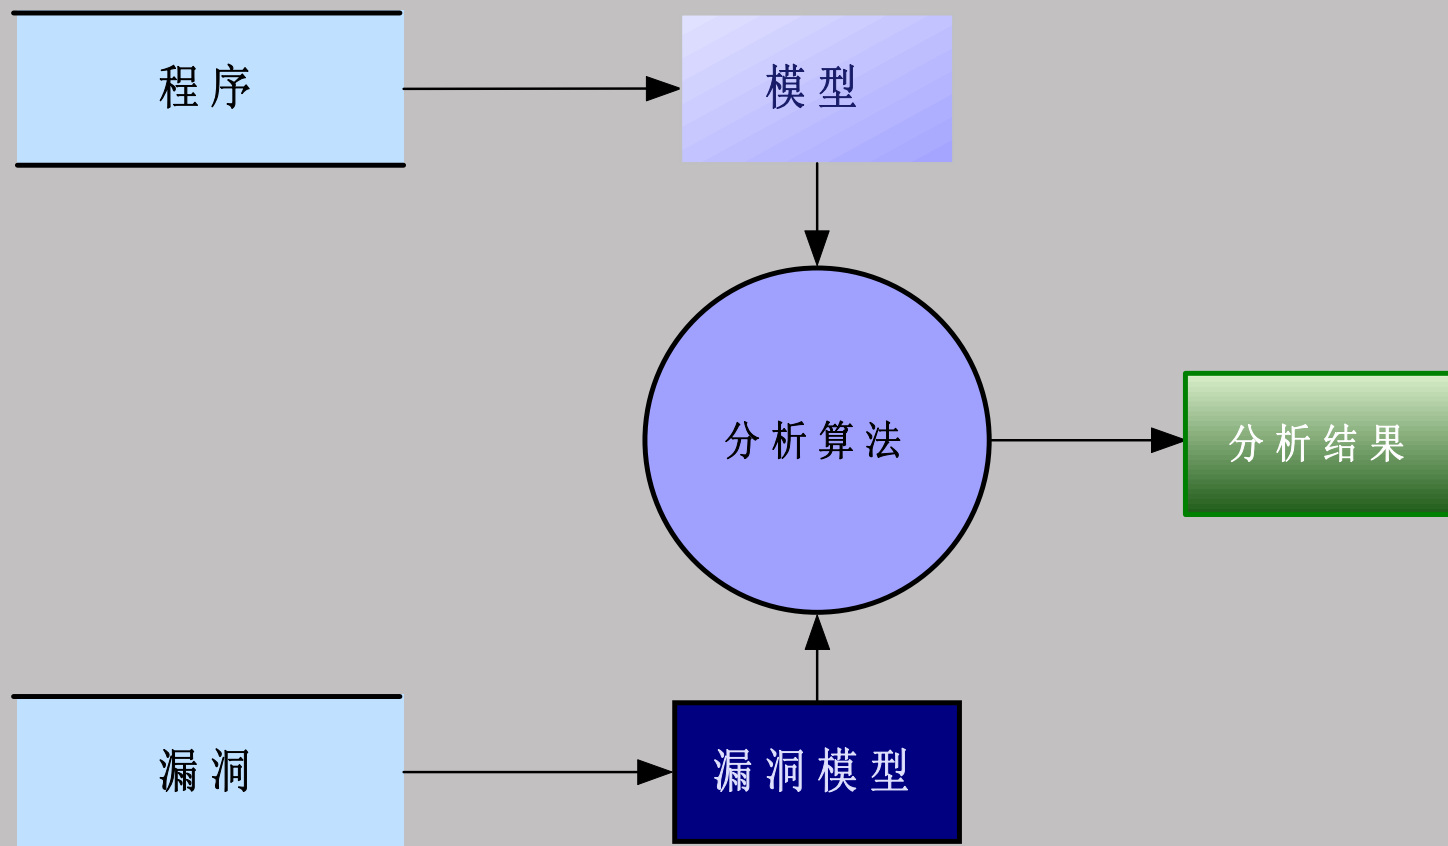 程序
模型
分析算法
分析结果
漏洞
漏洞模型